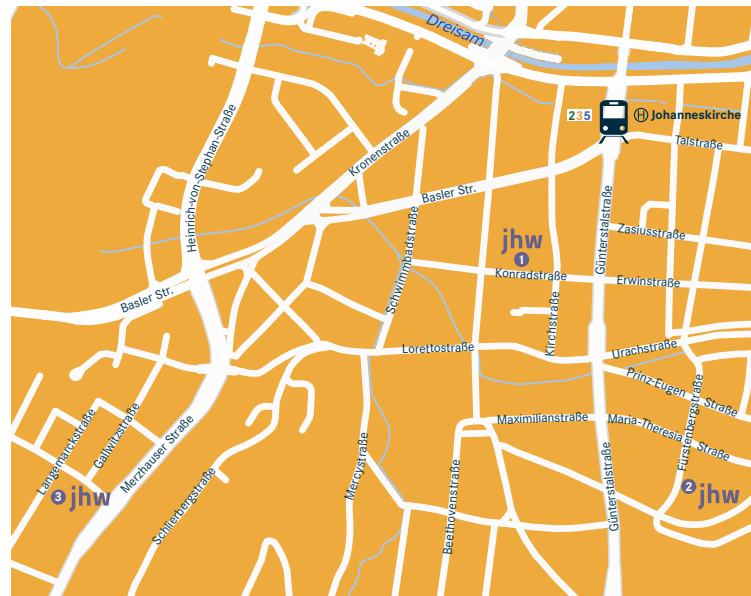 Dreisam
235 H Johanneskirche
Talstraße
Heinrich-von-Stephan-Straße
Kronenstraße
Basler Str.
Schwimmbadstraße
Günterstalstraße
Zasiusstraße
jhw
1
Konradstraße
Erwinstraße
Basler Str.
Kirchstraße
Lorettostraße
Urachstraße
Prinz-Eugen Straße
Fürstenbergstraße
Langemarckstraße
Gallwitzstraße
Merzhauser Straße
Maximilianstraße
Maria-Theresia Straße
Schlierbergstraße
Mercystraße
Beethovenstraße
Günterstalstraße
3 jhw
2 jhw